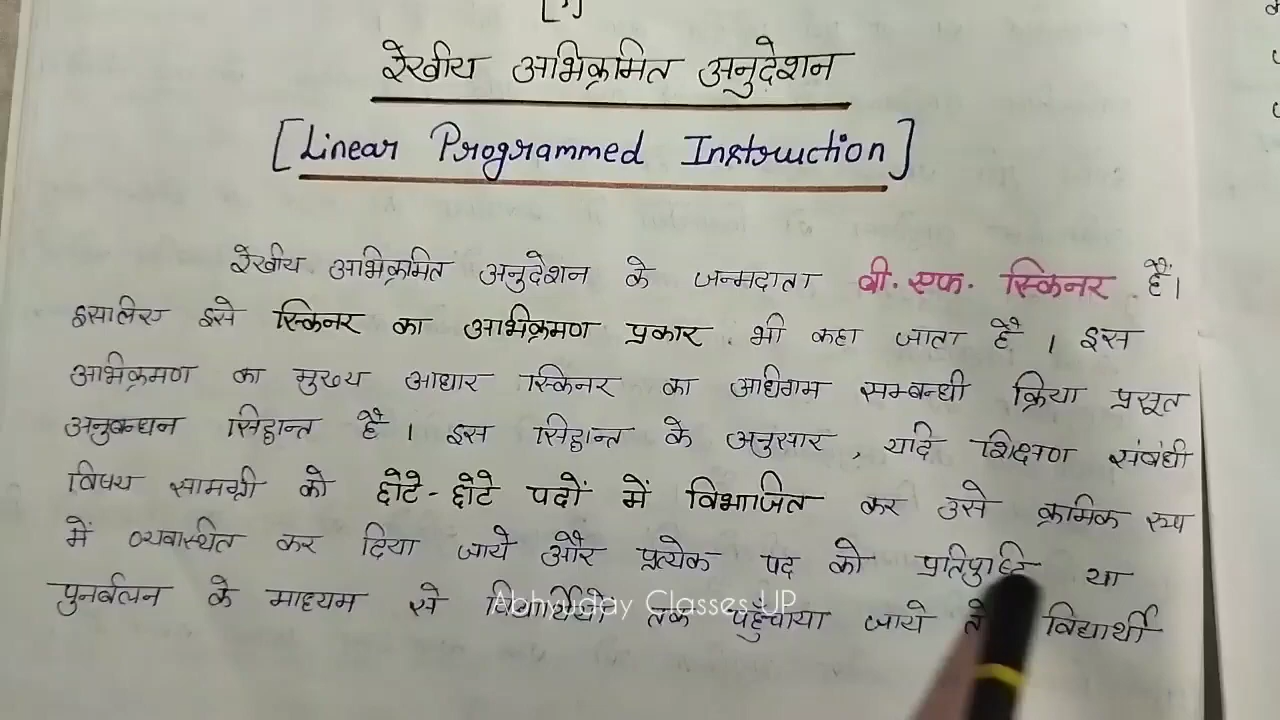 रेखीय अभिक्रमित अनुदेशन
[Linear Programmed Instruction]
रेखीय अभिक्रमित अनुदेशन के जन्मदाता बी. एफ. स्किनर हैं।
इसलिए इसे स्किनर का अभिक्रमण प्रकार भी कहा जाता है । इस
अभिक्रमण का मुख्य आधार स्किनर का अधिगम सम्बन्धी क्रिया प्रसूत
अनुबन्धन सिद्धान्त है । इस सिद्धान्त के अनुसार , यदि शिक्षण संबंधी
विषय सामग्री को छोटे - छोटे पदों में विभाजित कर उसे क्रमिक रूप
में व्यवस्थित कर दिया जाये और प्रत्येक पद को प्रतिपुष्टि या
पुनर्बलन के माध्यम से विद्यार्थियों तक पहुँचाया जाये तो विद्यार्थी
Abhyuday Classes UP